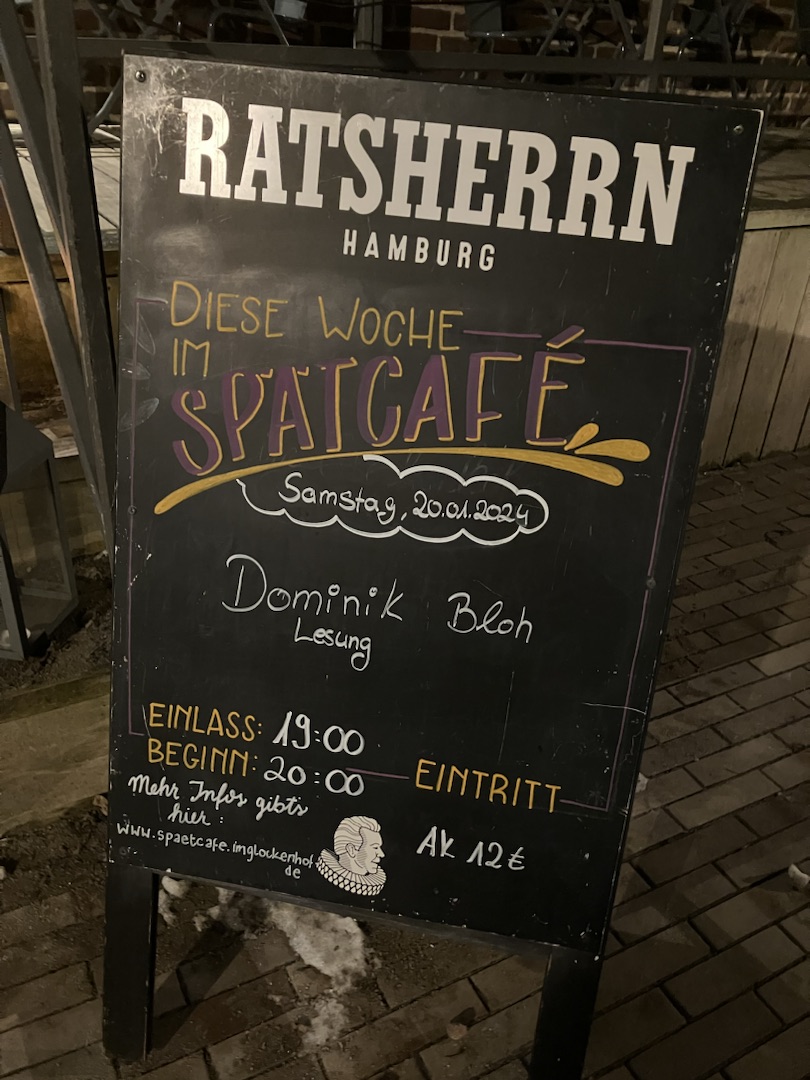 RATSHERRN
HAMBURG
DIESE WOCHE
IM
SPÄTCAFÉ
Samstag, 20.01.2024
Dominik Bloh
Lesung
EINLASS: 19:00
BEGINN: 20:00
EINTRITT
Mehr Infos gibts
hier:
www.spaetcafe.imglockenhof.
de
AK 12€